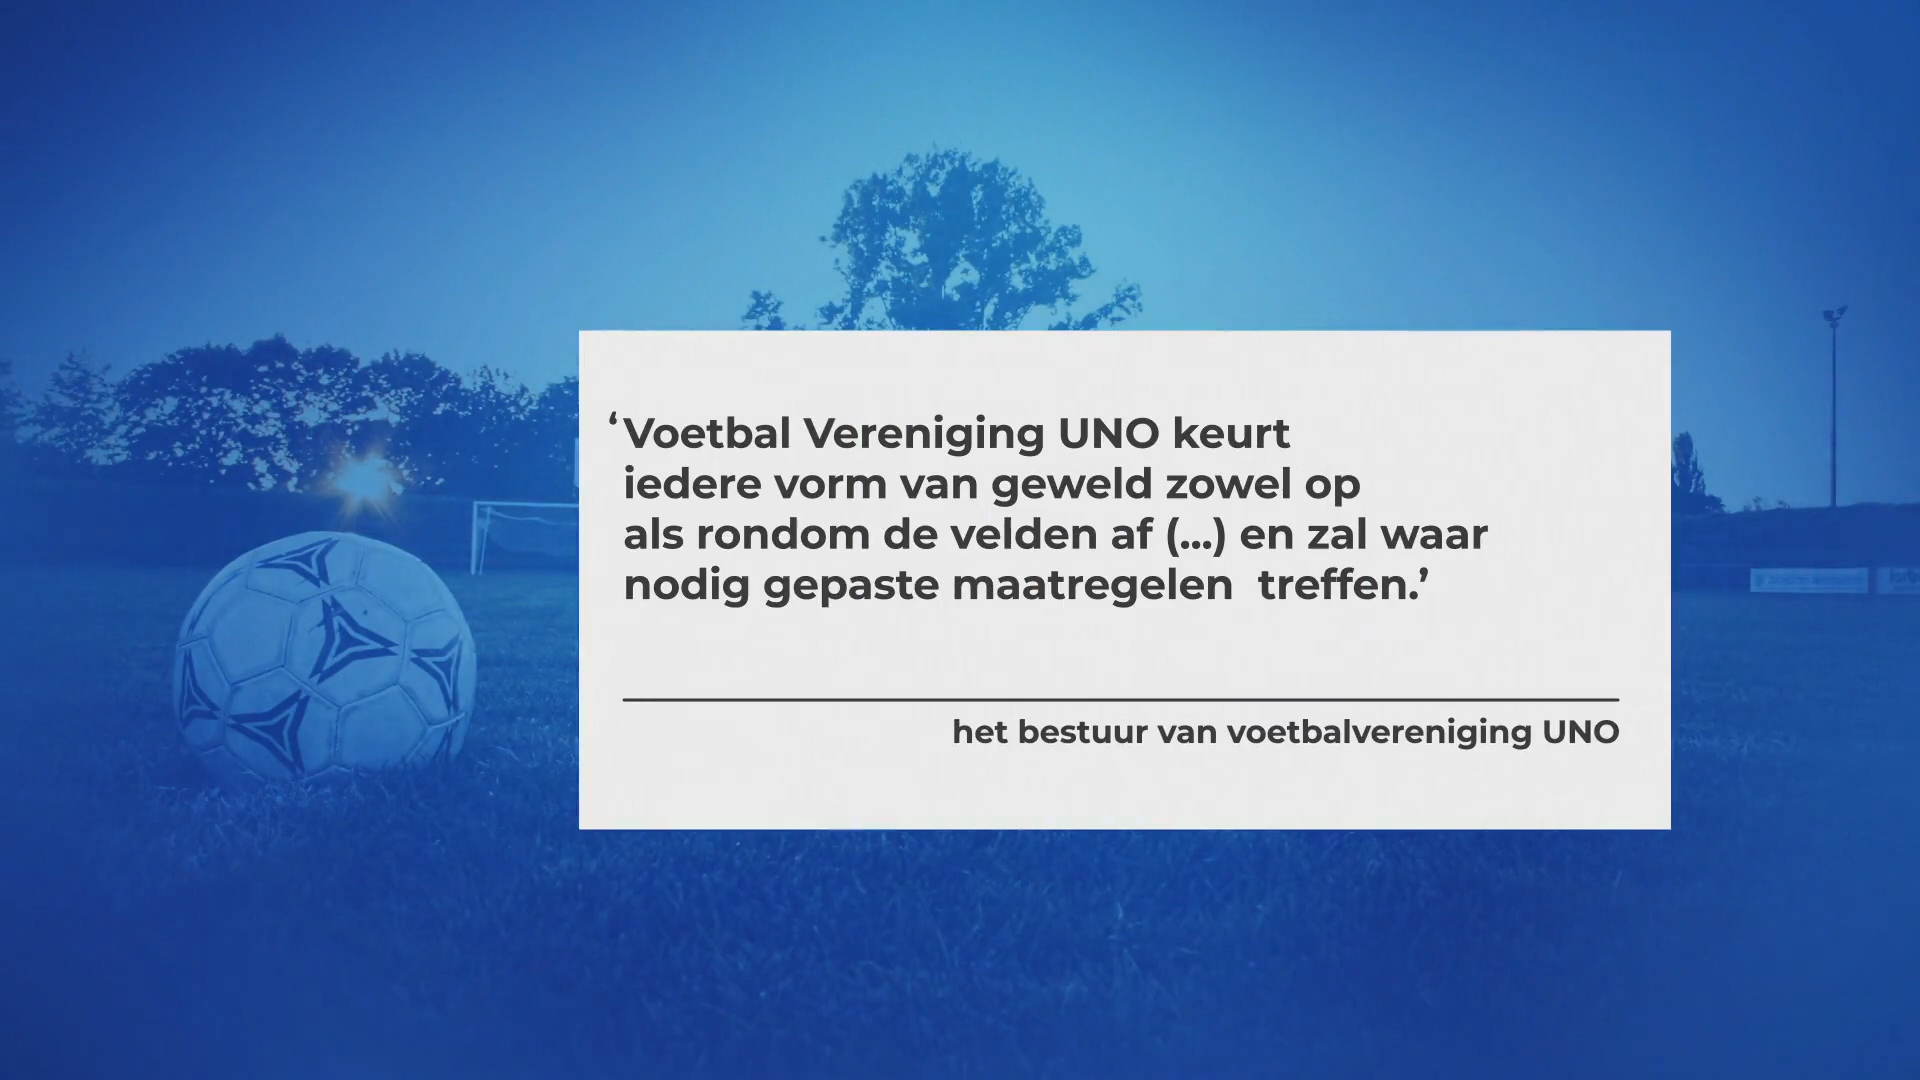 ‘Voetbal Vereniging UNO keurt
iedere vorm van geweld zowel op
als rondom de velden af (...) en zal waar
nodig gepaste maatregelen  treffen.’
het bestuur van voetbalvereniging UNO